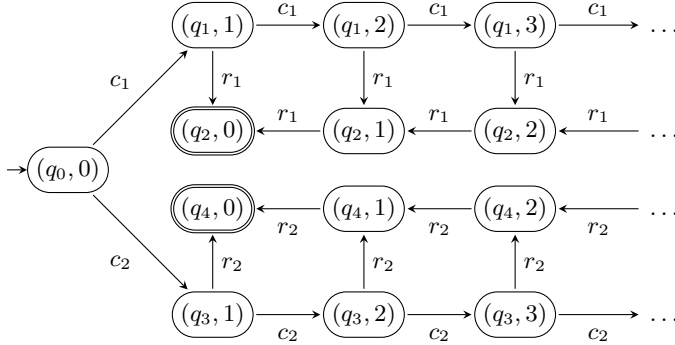 c₁ c₁ c₁
(q₁, 1) (q₁, 2) (q₁, 3) …
c₁ r₁ r₁ r₁
r₁ r₁ r₁
(q₂, 0) (q₂, 1) (q₂, 2) …
(q₀, 0)
(q₄, 0) (q₄, 1) (q₄, 2) …
r₂ r₂ r₂
c₂ r₂ r₂ r₂
(q₃, 1) (q₃, 2) (q₃, 3) …
c₂ c₂ c₂